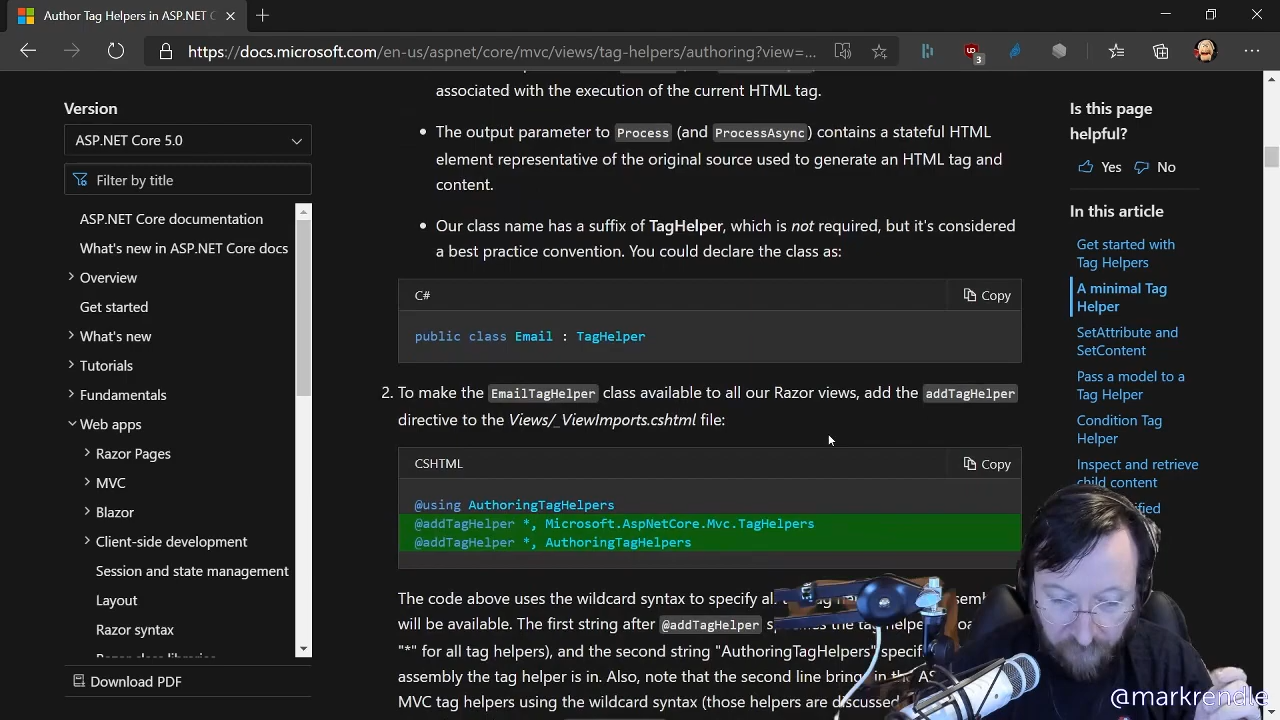 Author Tag Helpers in ASP.NET C
https://docs.microsoft.com/en-us/aspnet/core/mvc/views/tag-helpers/authoring?view=...
3
Version
ASP.NET Core 5.0
Filter by title
ASP.NET Core documentation
What's new in ASP.NET Core docs
Overview
Get started
What's new
Tutorials
Fundamentals
Web apps
Razor Pages
MVC
Blazor
Client-side development
Session and state management
Layout
Razor syntax
Razor class libraries
Download PDF
associated with the execution of the current HTML tag.
• The output parameter to Process (and ProcessAsync) contains a stateful HTML
element representative of the original source used to generate an HTML tag and
content.
• Our class name has a suffix of TagHelper, which is not required, but it's considered
a best practice convention. You could declare the class as:
C#
Copy
public class Email : TagHelper
2. To make the EmailTagHelper class available to all our Razor views, add the addTagHelper
directive to the Views/_ViewImports.cshtml file:
CSHTML
Copy
@using AuthoringTagHelpers
@addTagHelper *, Microsoft.AspNetCore.Mvc.TagHelpers
@addTagHelper *, AuthoringTagHelpers
The code above uses the wildcard syntax to specify
will be available. The first string after @addTagHelper
"*" for all tag helpers), and the second string "AuthoringTagHelpers"
assembly the tag helper is in. Also, note that the second line in the
MVC tag helpers using the wildcard syntax (those helpers are
Is this page
helpful?
Yes
No
In this article
Get started with
Tag Helpers
A minimal Tag
Helper
SetAttribute and
SetContent
Pass a model to a
Tag Helper
Condition Tag
Helper
Inspect and retrieve
child content
@markrendle